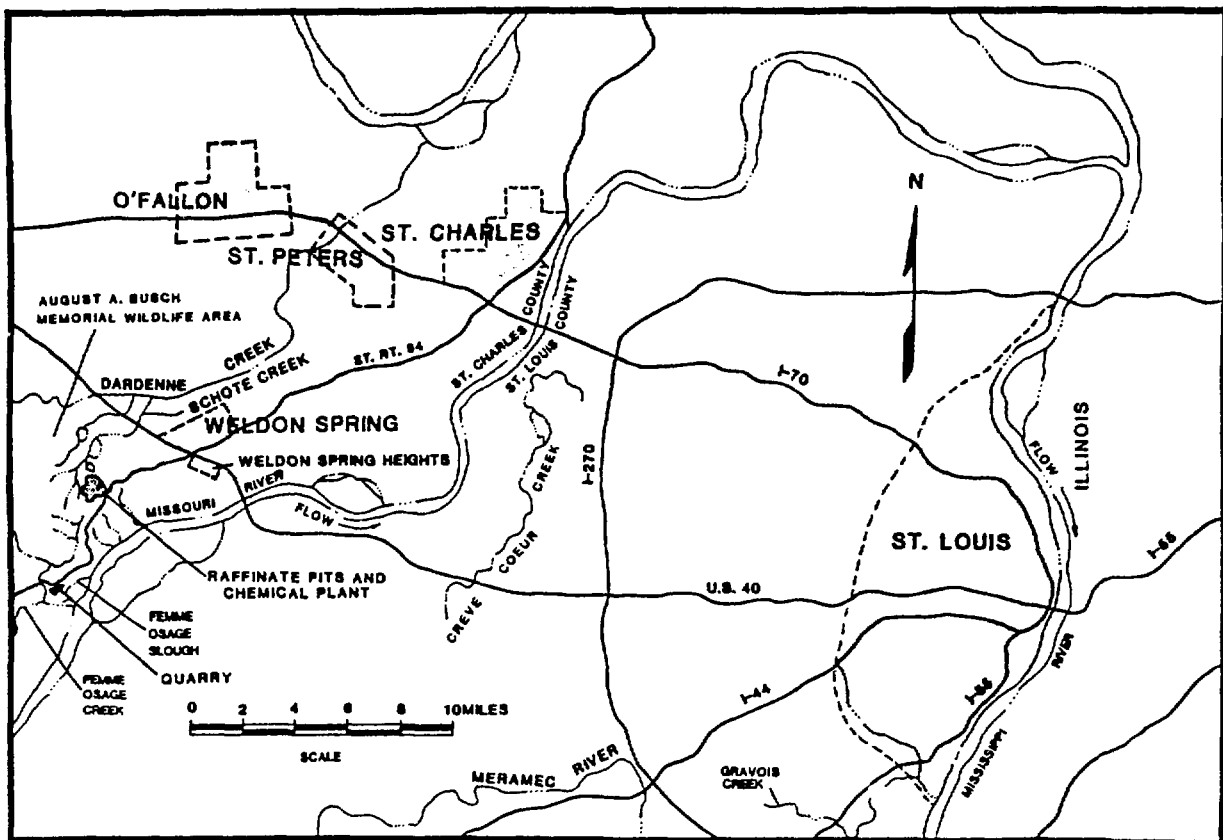 N
O'FALLON
ST. CHARLES
ST. PETERS
AUGUST A. BUSCH
MEMORIAL WILDLIFE AREA
ST. CHARLES COUNTY
ST. LOUIS COUNTY
CREEK
DARDENNE
SCHOTE CREEK
ST. RT. 94
I-70
WELDON SPRING
WELDON SPRING HEIGHTS
I-270
ILLINOIS
FLOW
MISSOURI RIVER
FLOW
CREVE COEUR CREEK
ST. LOUIS
I-55
RAFFINATE PITS AND
CHEMICAL PLANT
U.S. 40
FEMME
OSAGE
SLOUGH
QUARRY
FEMME
OSAGE
CREEK
I-44
I-55
MISSISSIPPI RIVER
0 2 4 6 8 10MILES
SCALE
MERAMEC RIVER
GRAVOIS
CREEK